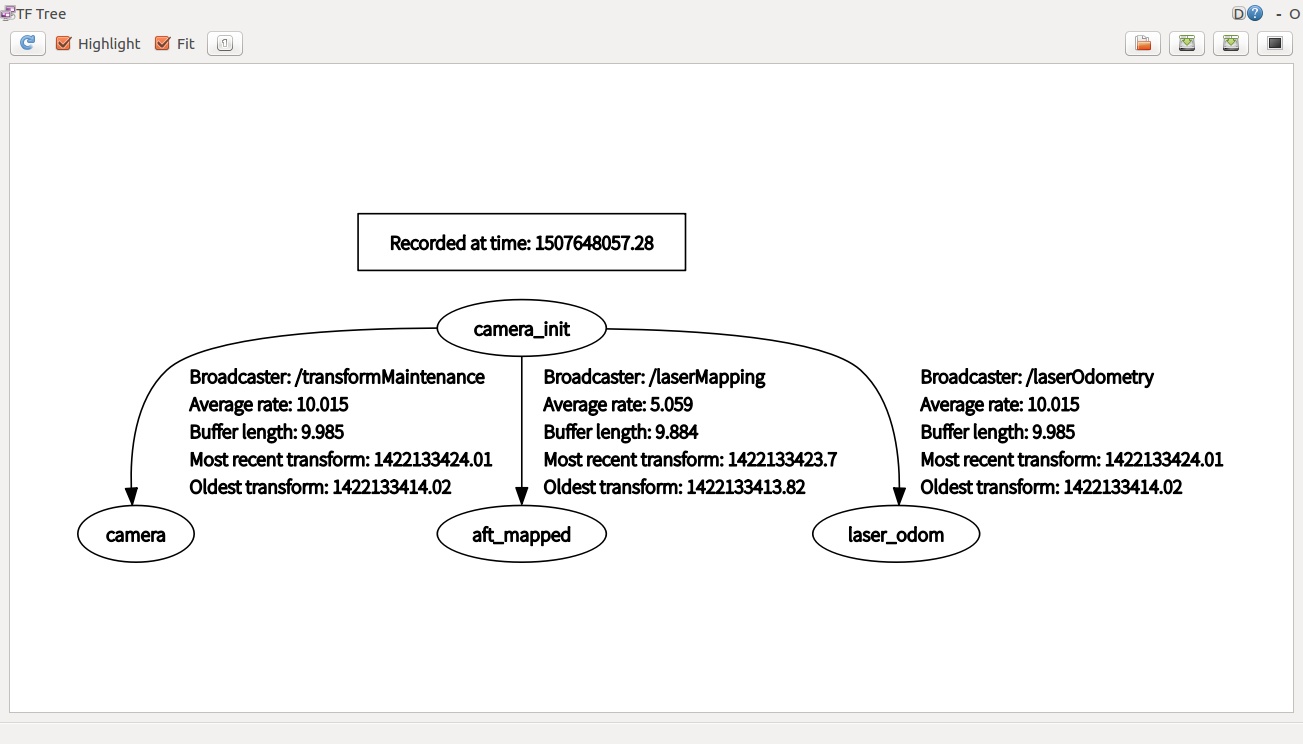 TF Tree
D
- O
Highlight
Fit
Recorded at time: 1507648057.28
camera_init
Broadcaster: /transformMaintenance
Average rate: 10.015
Buffer length: 9.985
Most recent transform: 1422133424.01
Oldest transform: 1422133414.02
Broadcaster: /laserMapping
Average rate: 5.059
Buffer length: 9.884
Most recent transform: 1422133423.7
Oldest transform: 1422133413.82
Broadcaster: /laserOdometry
Average rate: 10.015
Buffer length: 9.985
Most recent transform: 1422133424.01
Oldest transform: 1422133414.02
camera
aft_mapped
laser_odom